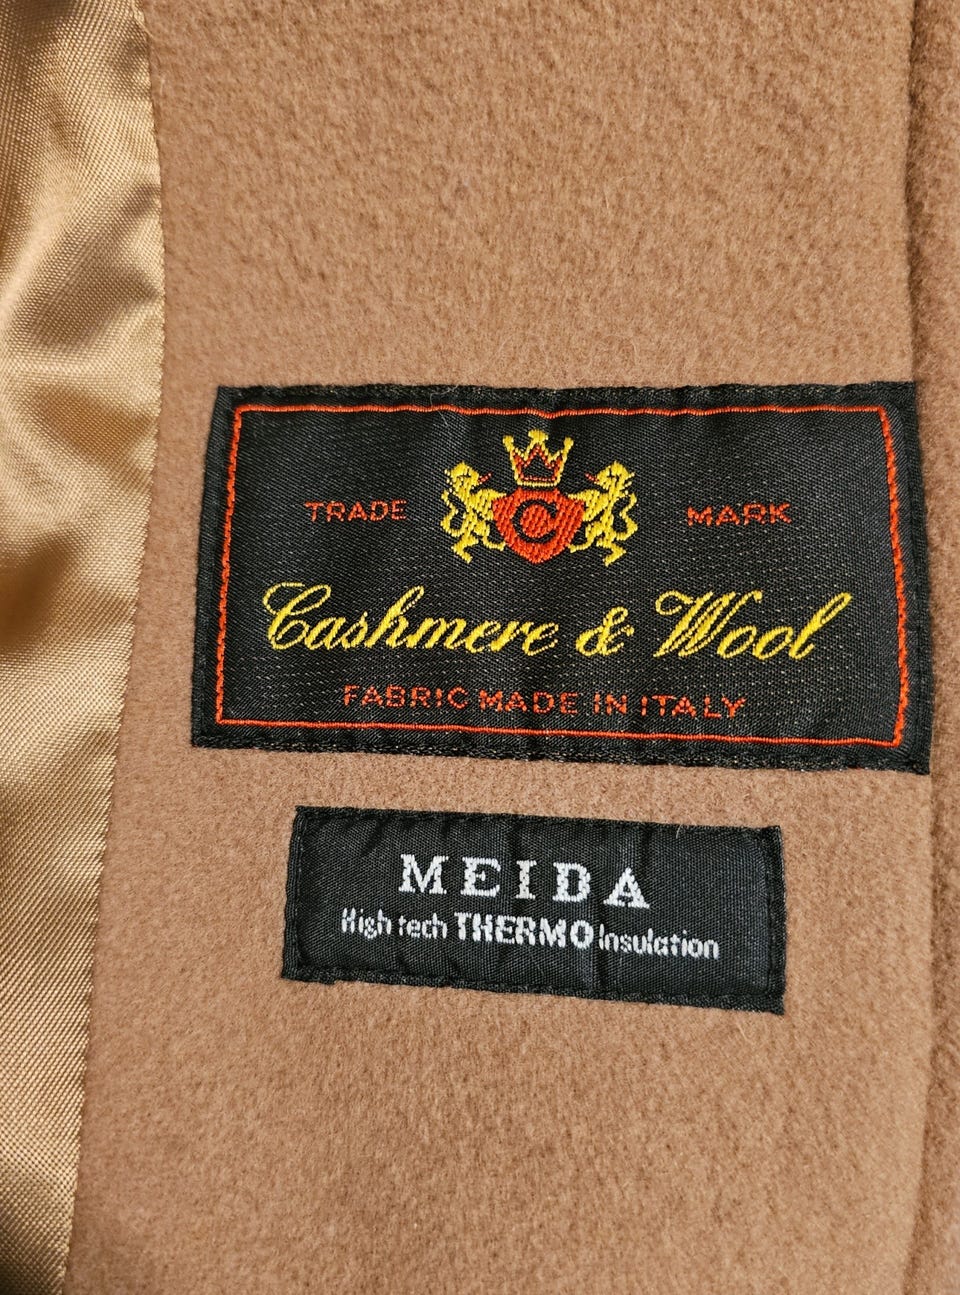 TRADE MARK
C
Cashmere & Wool
FABRIC MADE IN ITALY
MEIDA
High tech THERMO Insulation